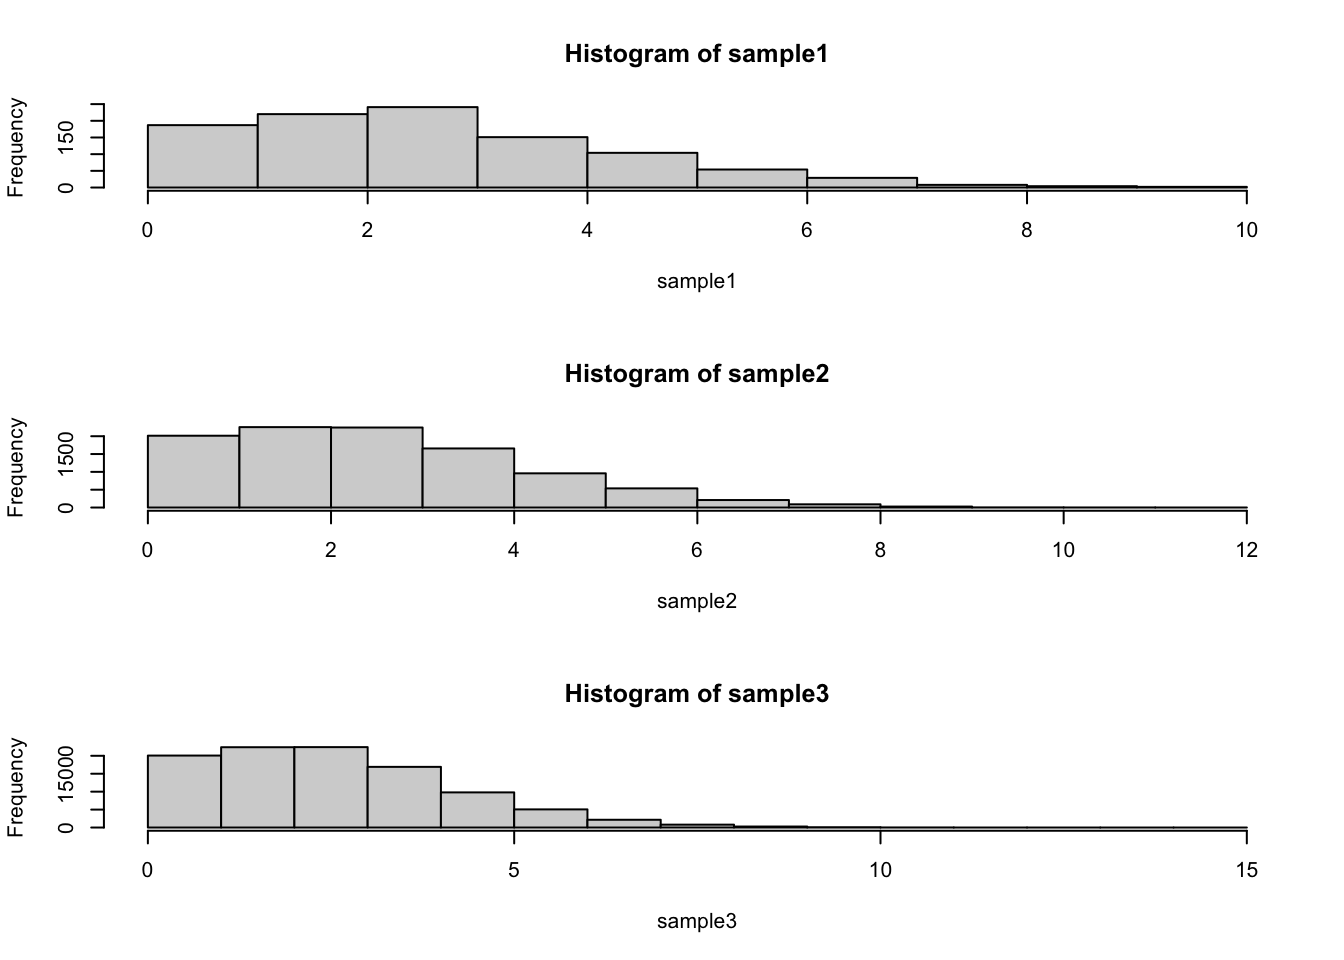 Histogram of sample1
Frequency
0 150
0 2 4 6 8 10
sample1
Histogram of sample2
Frequency
0 1500
0 2 4 6 8 10 12
sample2
Histogram of sample3
Frequency
0 15000
0 5 10 15
sample3